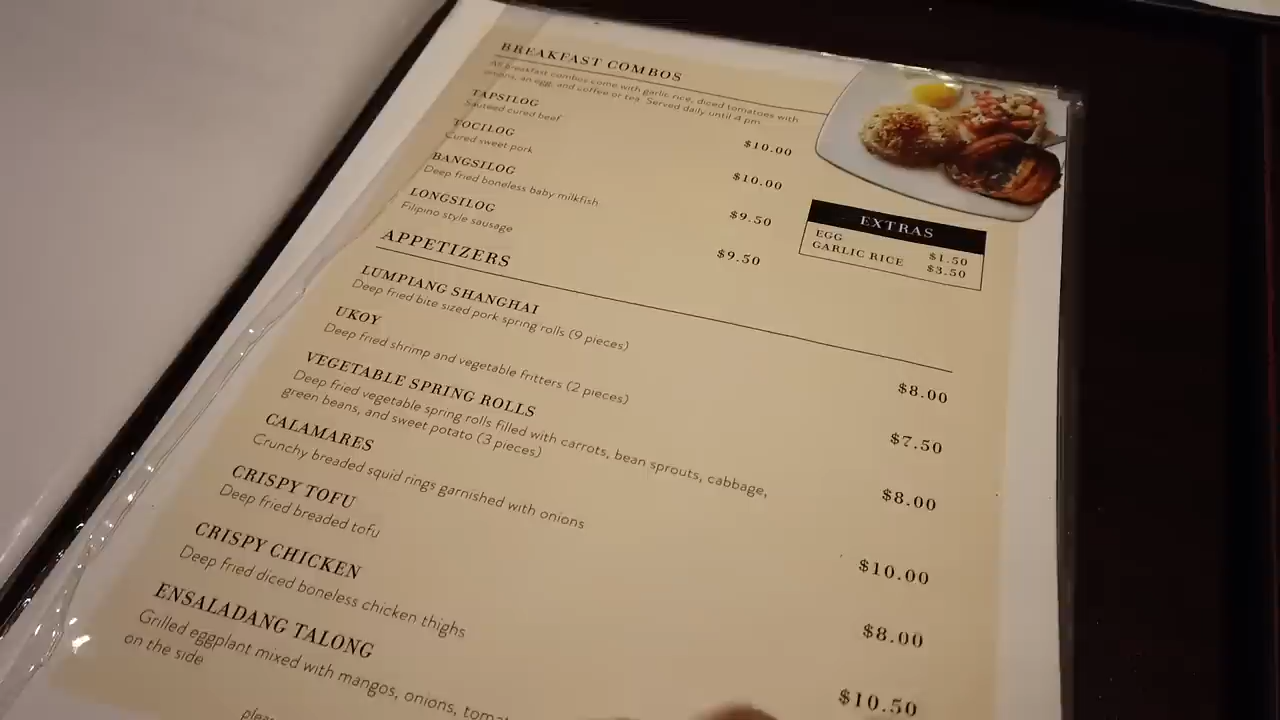 BREAKFAST COMBOS
All breakfast combos come with garlic rice, diced tomatoes with
onions, an egg, and coffee or tea. Served daily until 4 pm.
TAPSILOG $10.00
Sauteed cured beef
TOCILOG $10.00
Cured sweet pork
BANGSILOG $9.50
Deep fried boneless baby milkfish
LONGSILOG $9.50
Filipino style sausage
EXTRAS
EGG $1.50
GARLIC RICE $3.50
APPETIZERS
LUMPIANG SHANGHAI $8.00
Deep fried bite sized pork spring rolls (9 pieces)
UKOY $7.50
Deep fried shrimp and vegetable fritters (2 pieces)
VEGETABLE SPRING ROLLS $8.00
Deep fried vegetable spring rolls filled with carrots, bean sprouts, cabbage,
green beans, and sweet potato (3 pieces)
CALAMARES $10.00
Crunchy breaded squid rings garnished with onions
CRISPY TOFU $8.00
Deep fried breaded tofu
CRISPY CHICKEN $10.50
Deep fried diced boneless chicken thighs
ENSALADANG TALONG
Grilled eggplant mixed with mangos, onions,
on the side